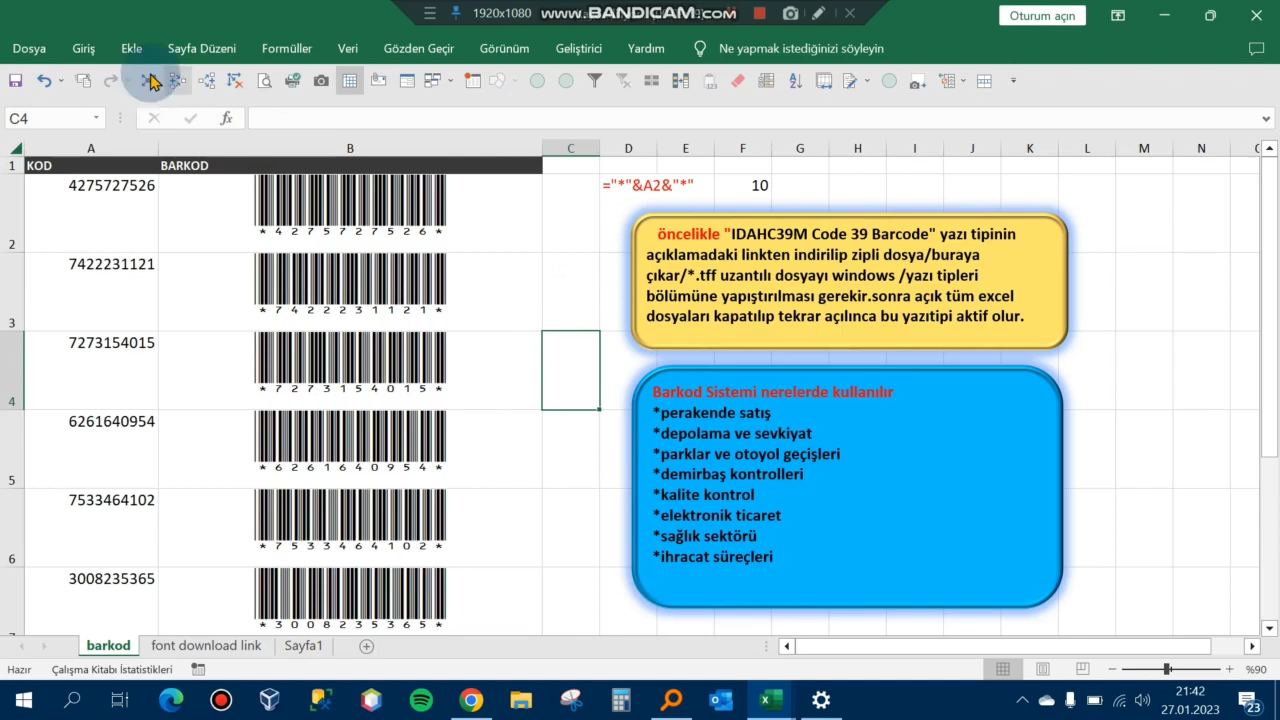 1920x1080
www.BANDICAM.com
Oturum açın
Dosya Giriş Ekle Sayfa Düzeni Formüller Veri Gözden Geçir Görünüm Geliştirici Yardım Ne yapmak istediğinizi söyleyin
C4
fx
A B C D E F G H I J K L M N
1 KOD BARKOD
4275727526
="*"&A2&"*" 10
*4275727526*
2
7422231121
*7422231121*
3
7273154015
*7273154015*
4
6261640954
*6261640954*
5
7533464102
*7533464102*
6
3008235365
*3008235365*
öncelikle "IDAHC39M Code 39 Barcode" yazı tipinin
açıklamadaki linkten indirilip zipli dosya/buraya
çıkar/*.tff uzantılı dosyayı windows /yazı tipleri
bölümüne yapıştırılması gerekir.sonra açık tüm excel
dosyaları kapatılıp tekrar açılınca bu yazıtipi aktif olur.
Barkod Sistemi nerelerde kullanılır
*perakende satış
*depolama ve sevkiyat
*parklar ve otoyol geçişleri
*demirbaş kontrolleri
*kalite kontrol
*elektronik ticaret
*sağlık sektörü
*ihracat süreçleri
barkod font download link Sayfa1
Hazır Çalışma Kitabı İstatistikleri %90
21:42
27.01.2023
23